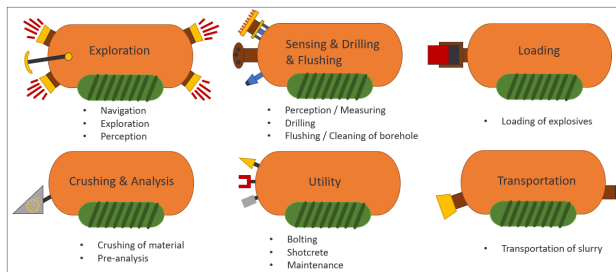 Exploration
• Navigation
• Exploration
• Perception
Sensing & Drilling
& Flushing
• Perception / Measuring
• Drilling
• Flushing / Cleaning of borehole
Loading
• Loading of explosives
Crushing & Analysis
• Crushing of material
• Pre-analysis
Utility
• Bolting
• Shotcrete
• Maintenance
Transportation
• Transportation of slurry